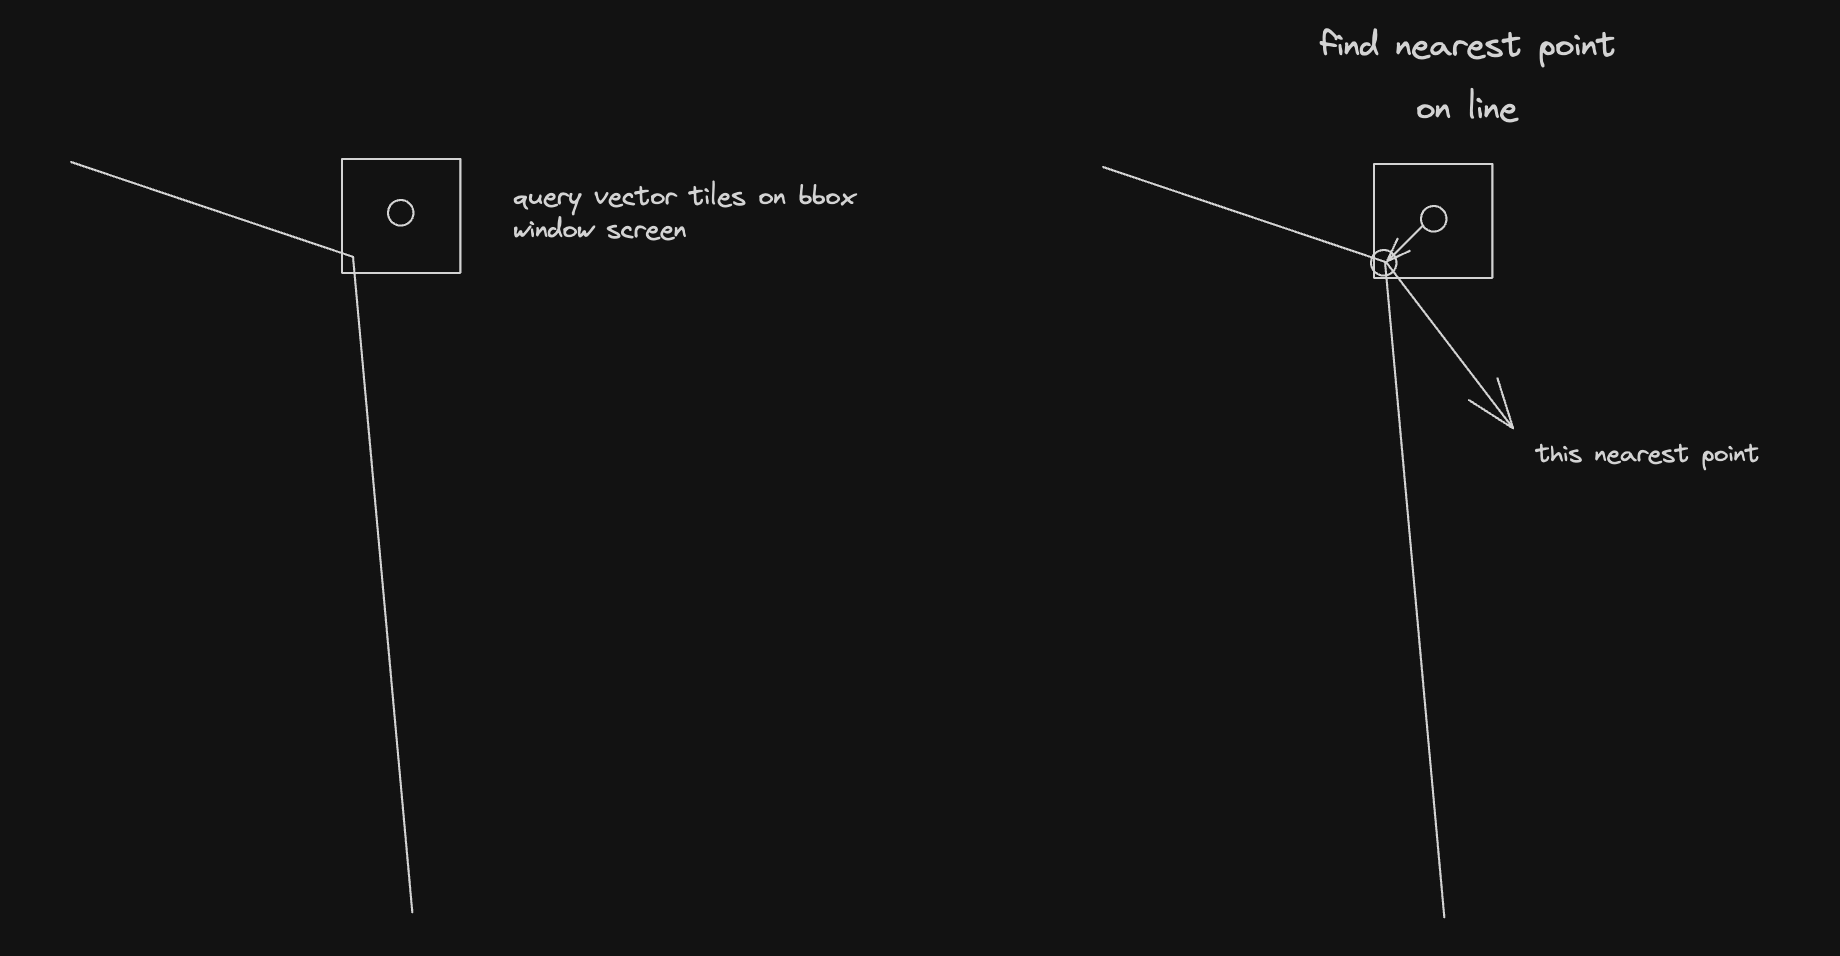 query vector tiles on bbox
window screen
find nearest point
on line
this nearest point